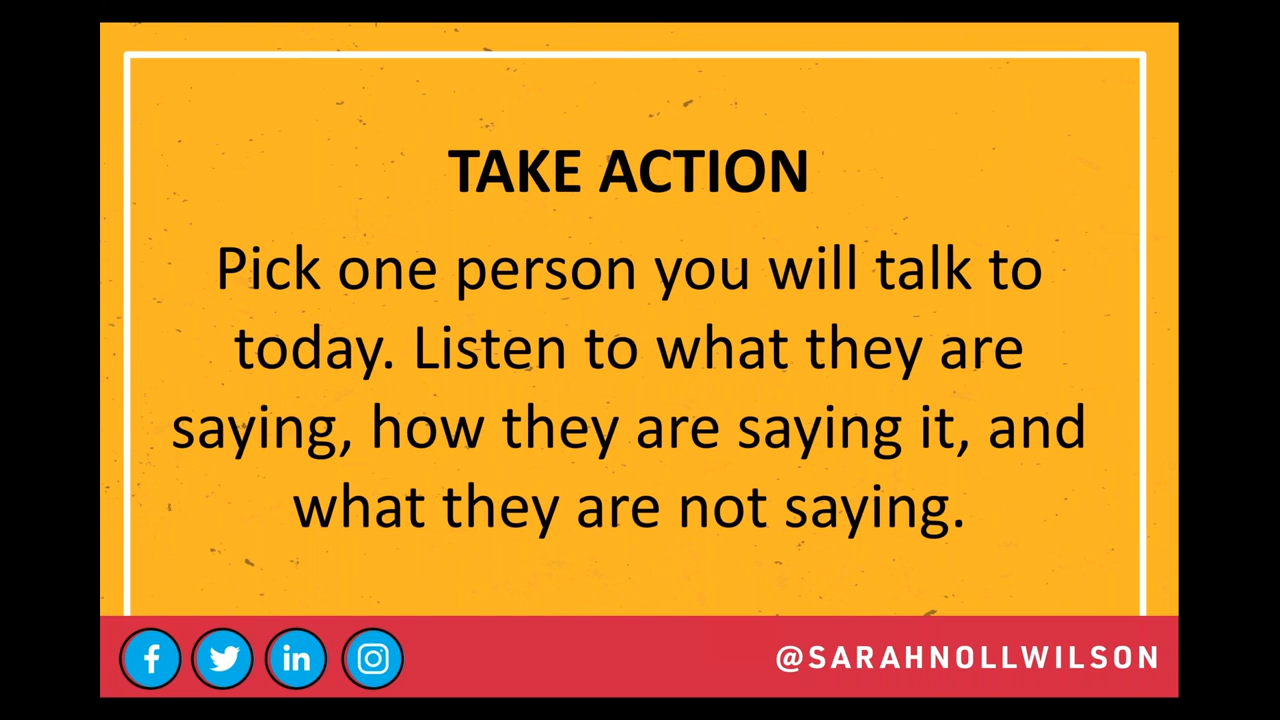 TAKE ACTION
Pick one person you will talk to
today. Listen to what they are
saying, how they are saying it, and
what they are not saying.
@SARAHNOLLWILSON